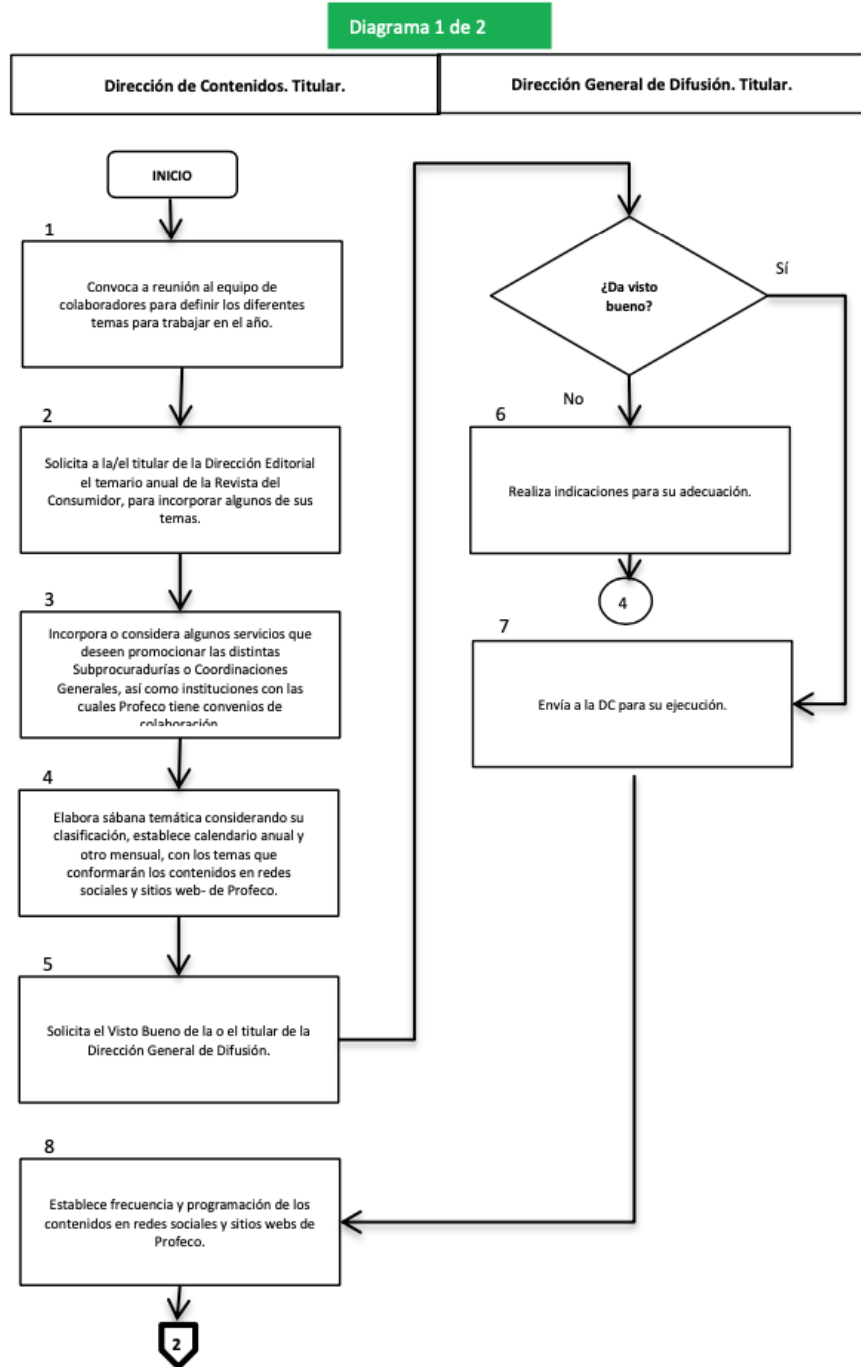 Diagrama 1 de 2
Dirección de Contenidos. Titular.
Dirección General de Difusión. Titular.
INICIO
1
Convoca a reunión al equipo de
colaboradores para definir los diferentes
temas para trabajar en el año.
2
Solicita a la/el titular de la Dirección Editorial
el temario anual de la Revista del
Consumidor, para incorporar algunos de sus
temas.
3
Incorpora o considera algunos servicios que
deseen promocionar las distintas
Subprocuradurías o Coordinaciones
Generales, así como instituciones con las
cuales Profeco tiene convenios de
colaboración
4
Elabora sábana temática considerando su
clasificación, establece calendario anual y
otro mensual, con los temas que
conformarán los contenidos en redes
sociales y sitios web- de Profeco.
5
Solicita el Visto Bueno de la o el titular de la
Dirección General de Difusión.
¿Da visto
bueno?
Sí
No
6
Realiza indicaciones para su adecuación.
4
7
Envía a la DC para su ejecución.
8
Establece frecuencia y programación de los
contenidos en redes sociales y sitios webs de
Profeco.
2